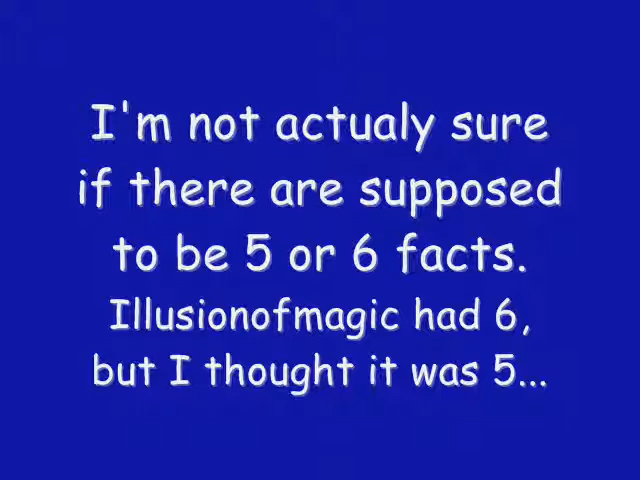 I'm not actualy sure
if there are supposed
to be 5 or 6 facts.
Illusionofmagic had 6,
but I thought it was 5...